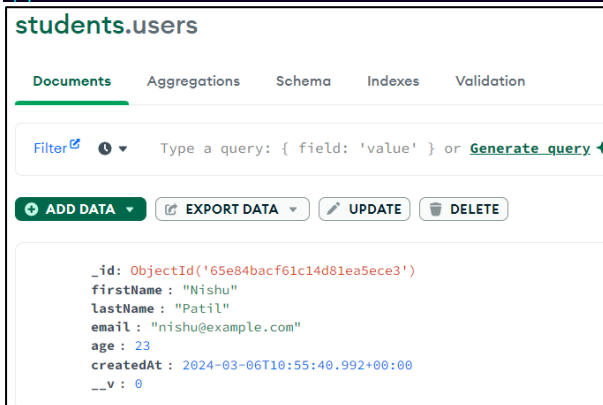 students.users
Documents Aggregations Schema Indexes Validation
Filter Type a query: { field: 'value' } or Generate query
ADD DATA EXPORT DATA UPDATE DELETE
_id: ObjectId('65e84bacf61c14d81ea5ece3')
firstName : "Nishu"
lastName : "Patil"
email : "nishu@example.com"
age : 23
createdAt : 2024-03-06T10:55:40.992+00:00
__v : 0